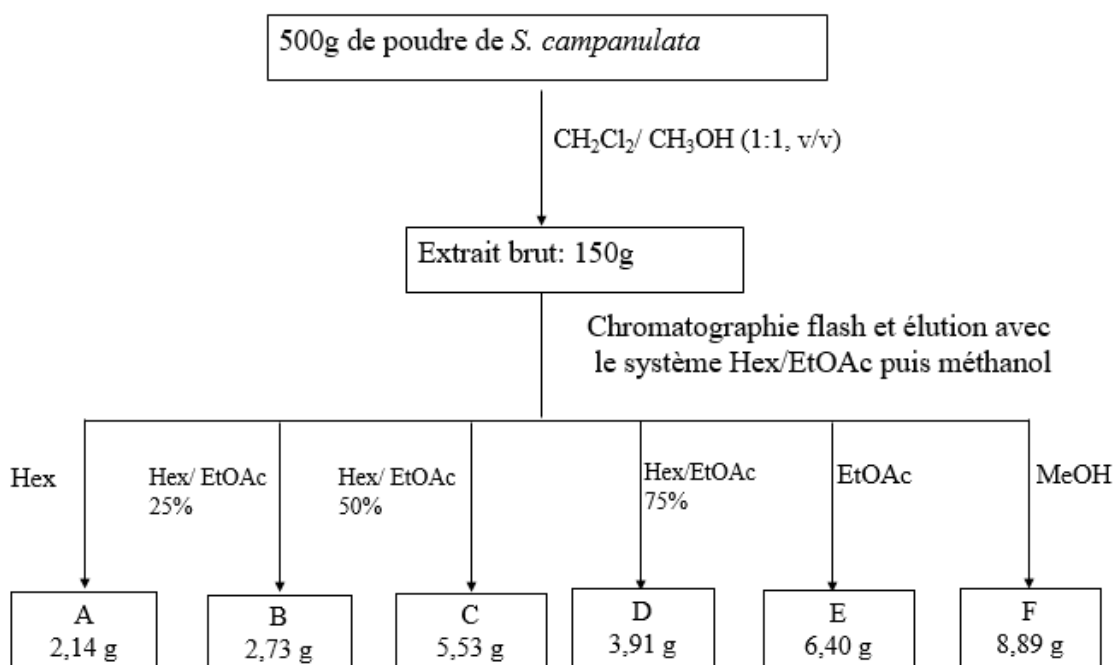 500g de poudre de S. campanulata
CH₂Cl₂/ CH₃OH (1:1, v/v)
Extrait brut: 150g
Chromatographie flash et élution avec
le système Hex/EtOAc puis méthanol
Hex
Hex/ EtOAc
25%
Hex/ EtOAc
50%
Hex/EtOAc
75%
EtOAc
MeOH
A
2,14 g
B
2,73 g
C
5,53 g
D
3,91 g
E
6,40 g
F
8,89 g